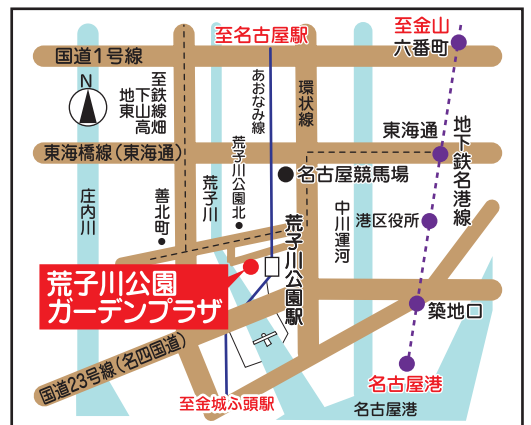 至金山
六番町
至名古屋駅
国道1号線
N
至
地下鉄
東山線
高畑
あおなみ線
環状線
東海通
地下鉄名港線
東海橋線(東海通)
荒子川公園北
名古屋競馬場
庄内川
善北町
荒子川
荒子川公園駅
中川運河
港区役所
荒子川公園
ガーデンプラザ
築地口
国道23号線(名四国道)
名古屋港
至金城ふ頭駅
名古屋港